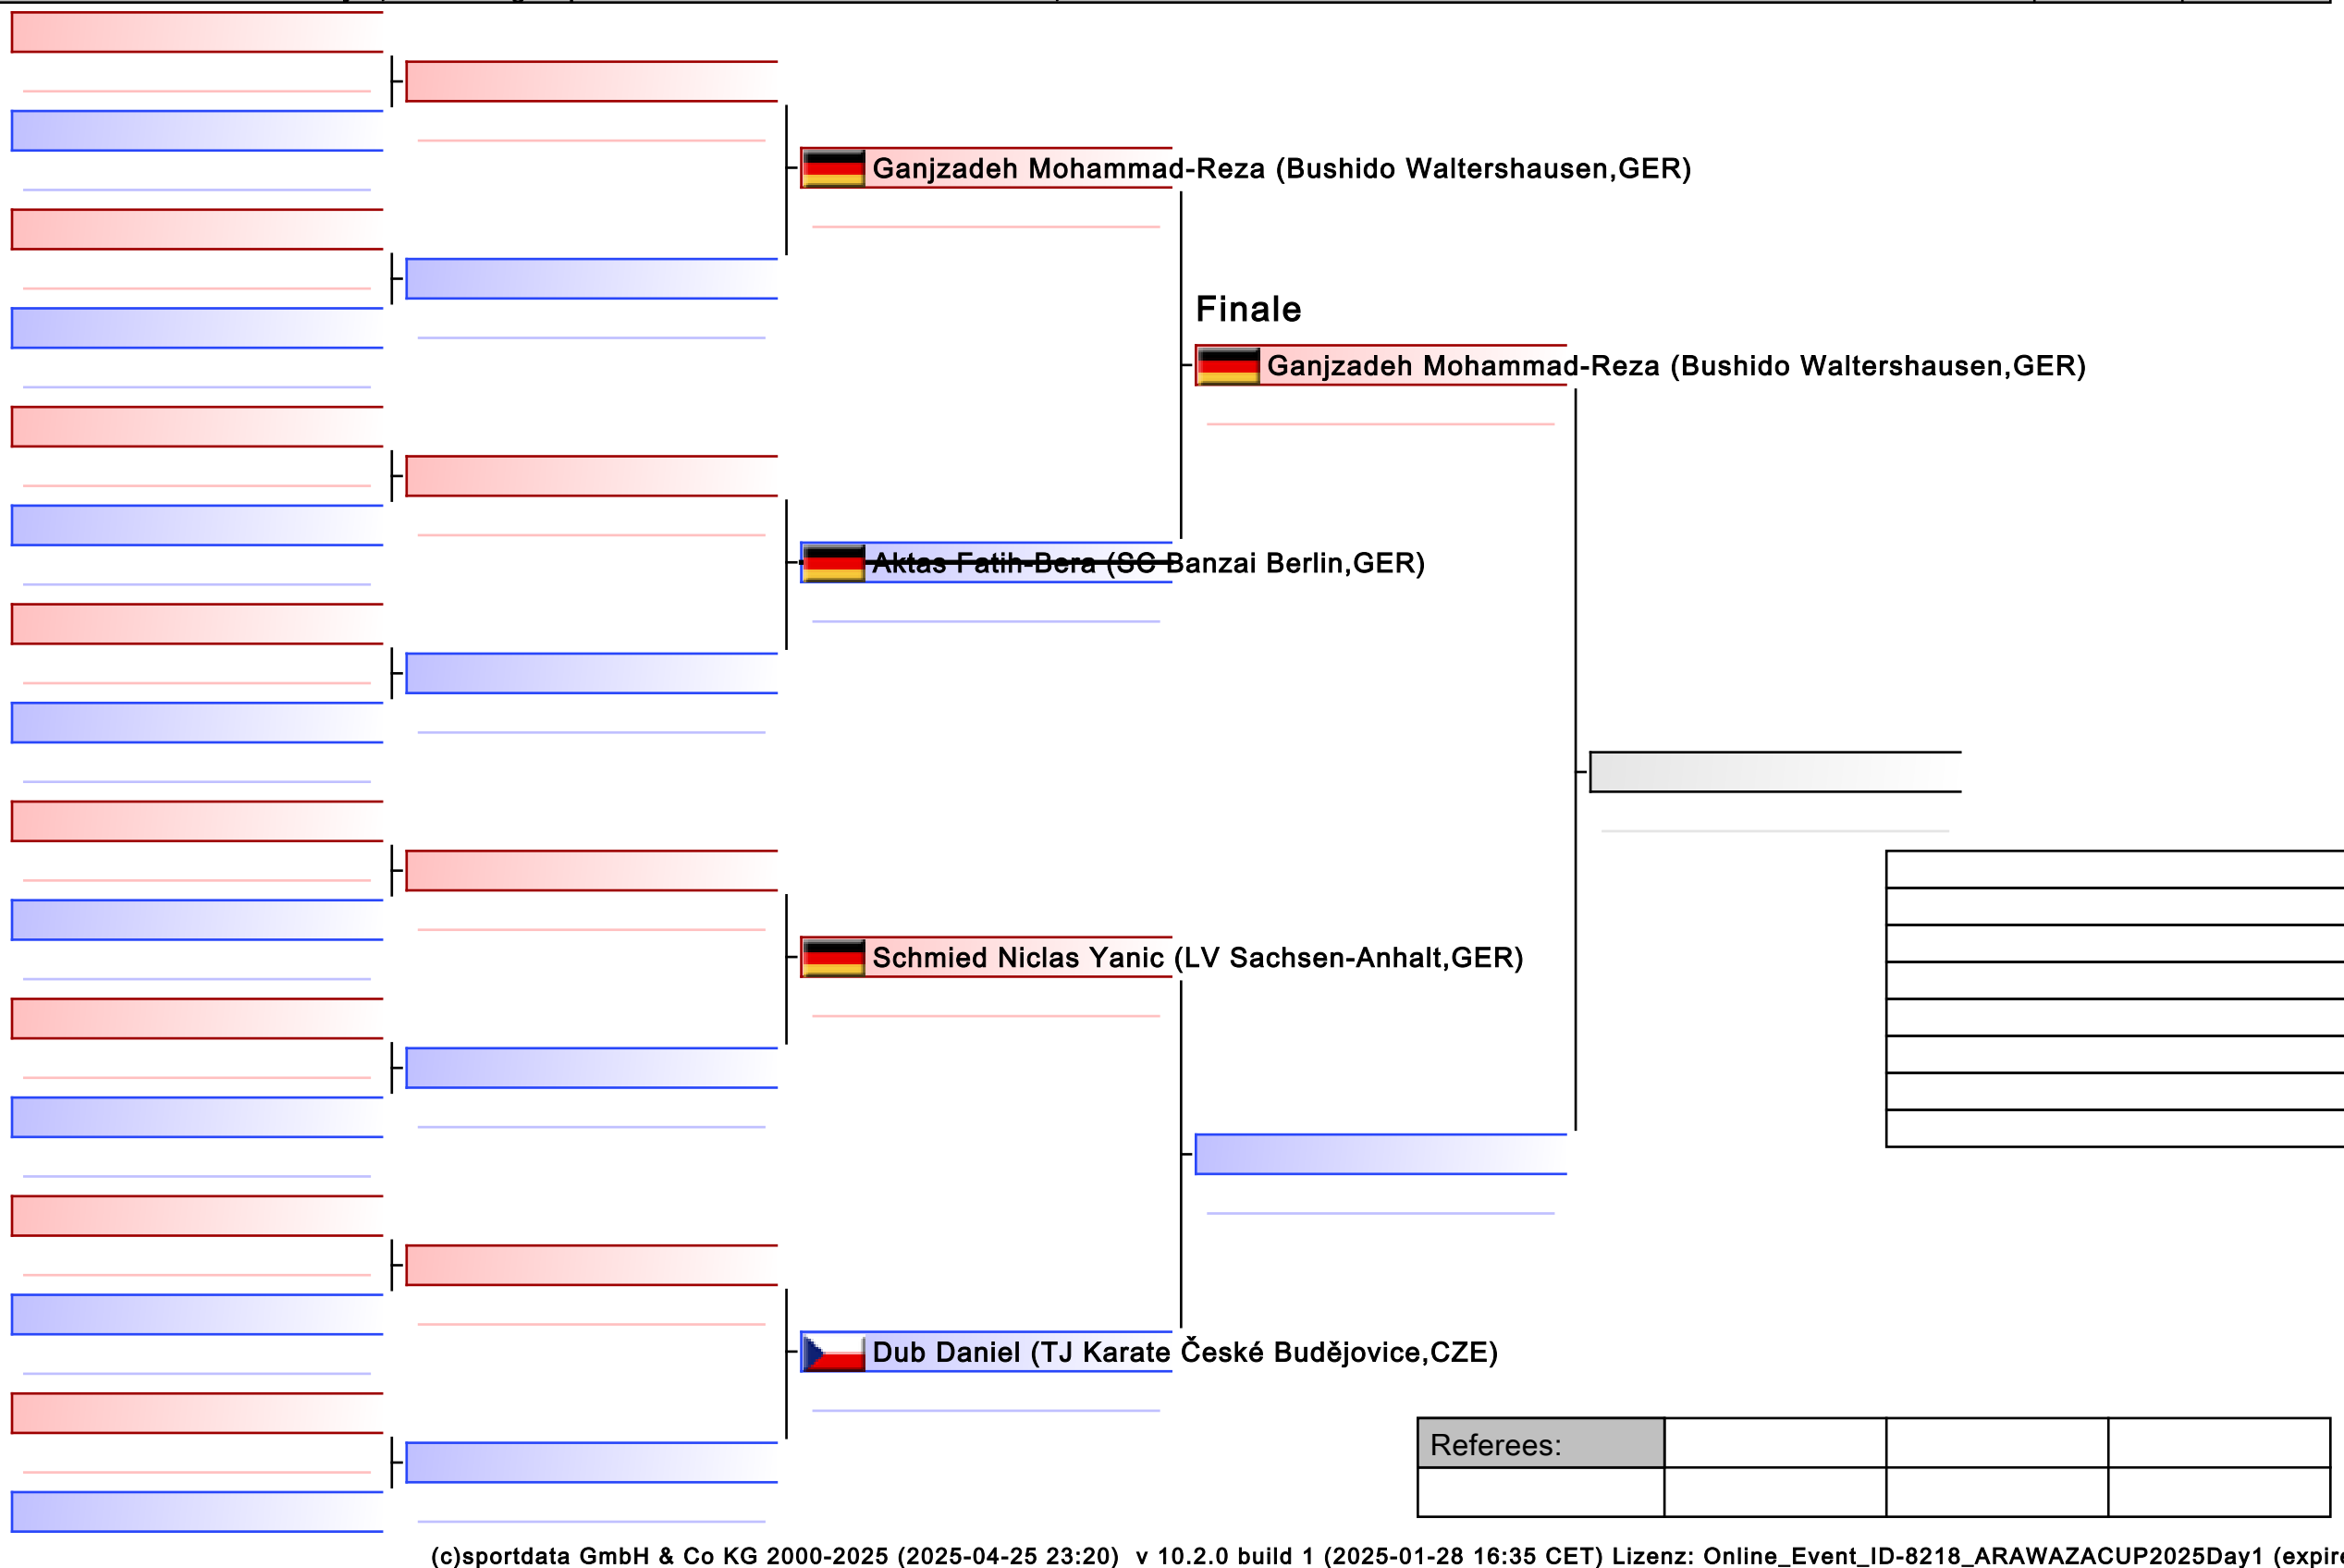 Ganjzadeh Mohammad-Reza (Bushido Waltershausen,GER)
Finale
Ganjzadeh Mohammad-Reza (Bushido Waltershausen,GER)
Aktas Fatih-Bera (SC Banzai Berlin,GER)
Schmied Niclas Yanic (LV Sachsen-Anhalt,GER)
Dub Daniel (TJ Karate České Budějovice,CZE)
Referees:
(c)sportdata GmbH & Co KG 2000-2025 (2025-04-25 23:20) v 10.2.0 build 1 (2025-01-28 16:35 CET) Lizenz: Online_Event_ID-8218_ARAWAZACUP2025Day1 (expir